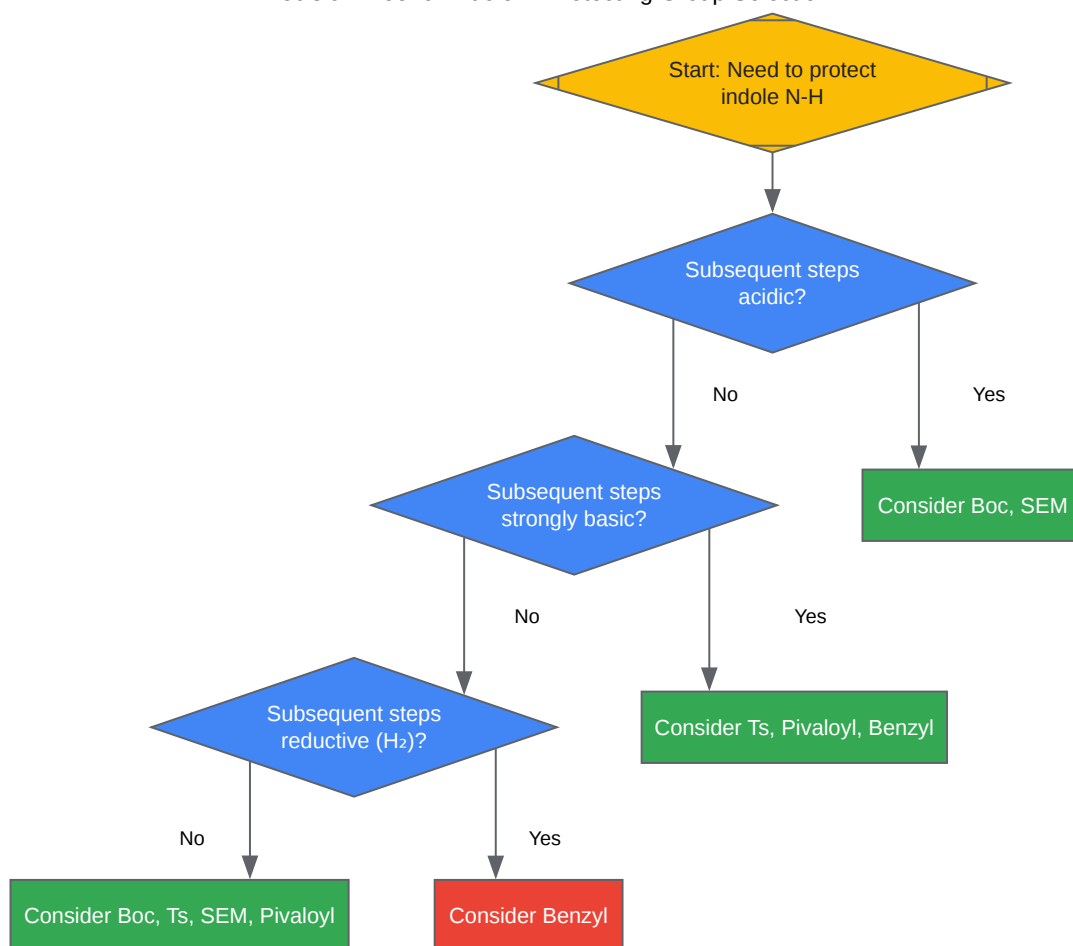 Start: Need to protect
indole N-H
Subsequent steps
acidic?
No
Yes
Subsequent steps
strongly basic?
Consider Boc, SEM
No
Yes
Subsequent steps
reductive (H₂)?
Consider Ts, Pivaloyl, Benzyl
No
Yes
Consider Boc, Ts, SEM, Pivaloyl
Consider Benzyl